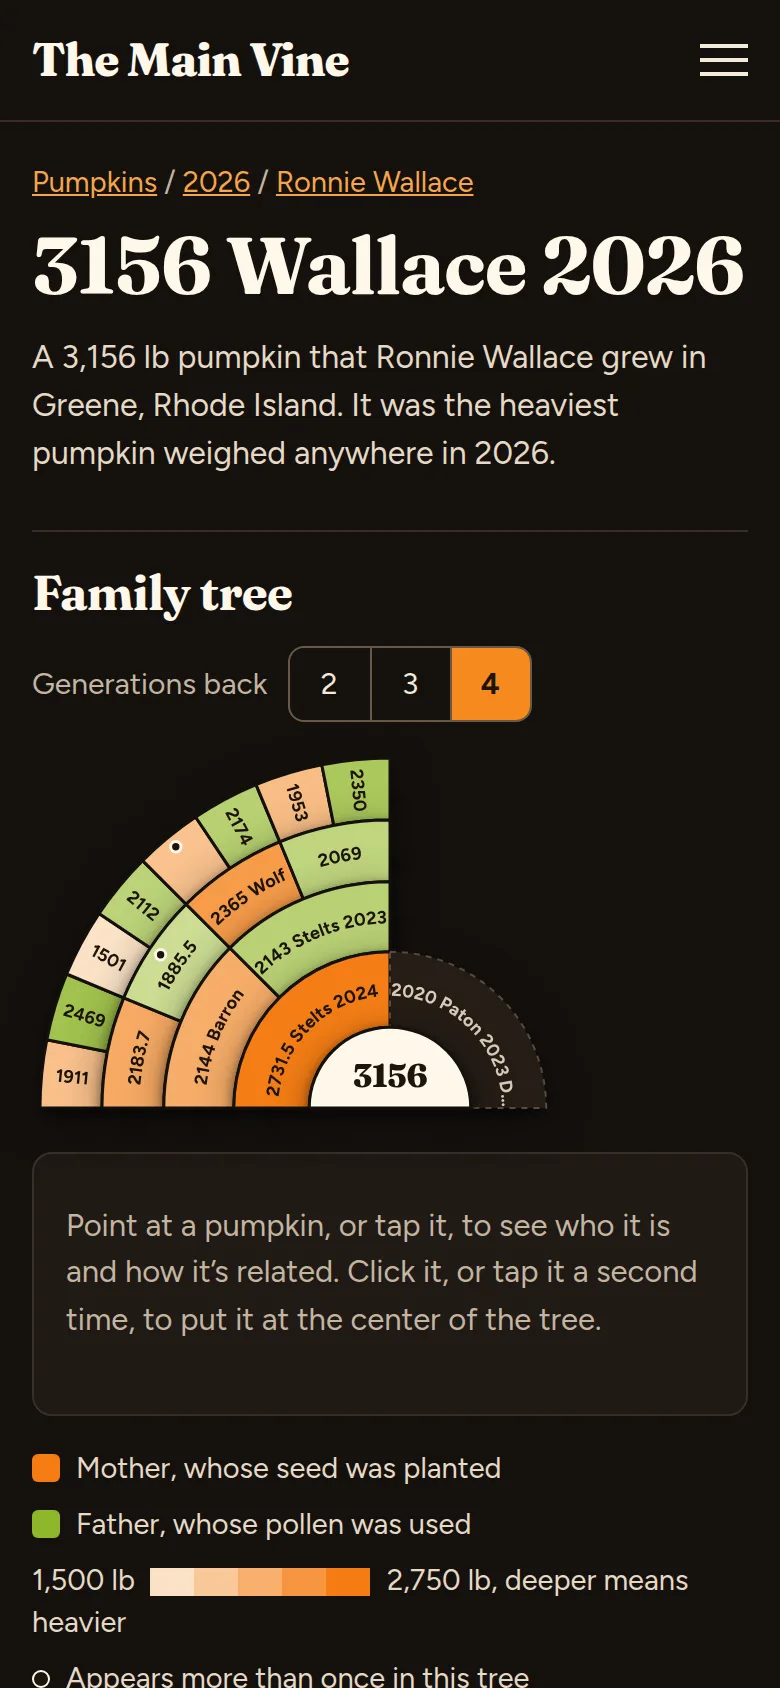 The Main Vine
Pumpkins / 2026 / Ronnie Wallace
3156 Wallace 2026
A 3,156 lb pumpkin that Ronnie Wallace grew in
Greene, Rhode Island. It was the heaviest
pumpkin weighed anywhere in 2026.
Family tree
Generations back 2 3 4
2350
1953
2174
2069
2365 Wolf
2112
2143 Stelts 2023
1885.5
1501
2469
2731.5 Stelts 2024
2020 Paton 2023 D…
2144 Barron
2183.7
1911
3156
Point at a pumpkin, or tap it, to see who it is
and how it’s related. Click it, or tap it a second
time, to put it at the center of the tree.
Mother, whose seed was planted
Father, whose pollen was used
1,500 lb 2,750 lb, deeper means
heavier
Appears more than once in this tree